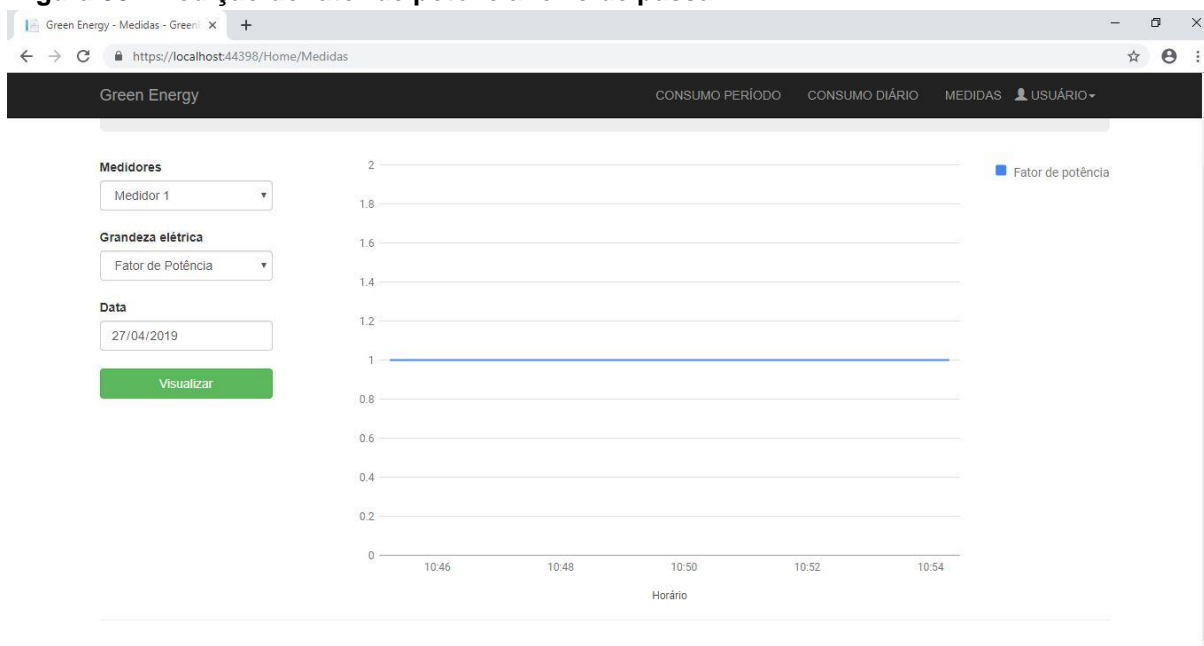 Green Energy - Medidas - Green
https://localhost:44398/Home/Medidas
Green Energy
CONSUMO PERÍODO CONSUMO DIÁRIO MEDIDAS USUÁRIO
Medidores
Medidor 1
Grandeza elétrica
Fator de Potência
Data
27/04/2019
Visualizar
2
1.8
1.6
1.4
1.2
1
0.8
0.6
0.4
0.2
0
10:46 10:48 10:50 10:52 10:54
Horário
Fator de potência